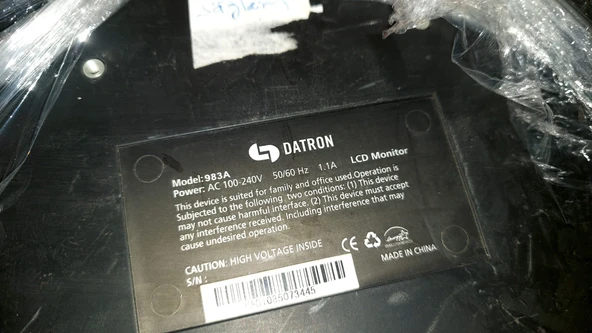 DATRON
Model:983A LCD Monitor
Power: AC 100-240V 50/60 Hz 1.1A
This device is suited for family and office used.Operation is
Subjected to the following, two conditions: (1) This device
may not cause harmful interface. (2) This device must accept
any interference received. Including interference that may
cause undesired operation.
CAUTION: HIGH VOLTAGE INSIDE
CE
MADE IN CHINA
S/N :